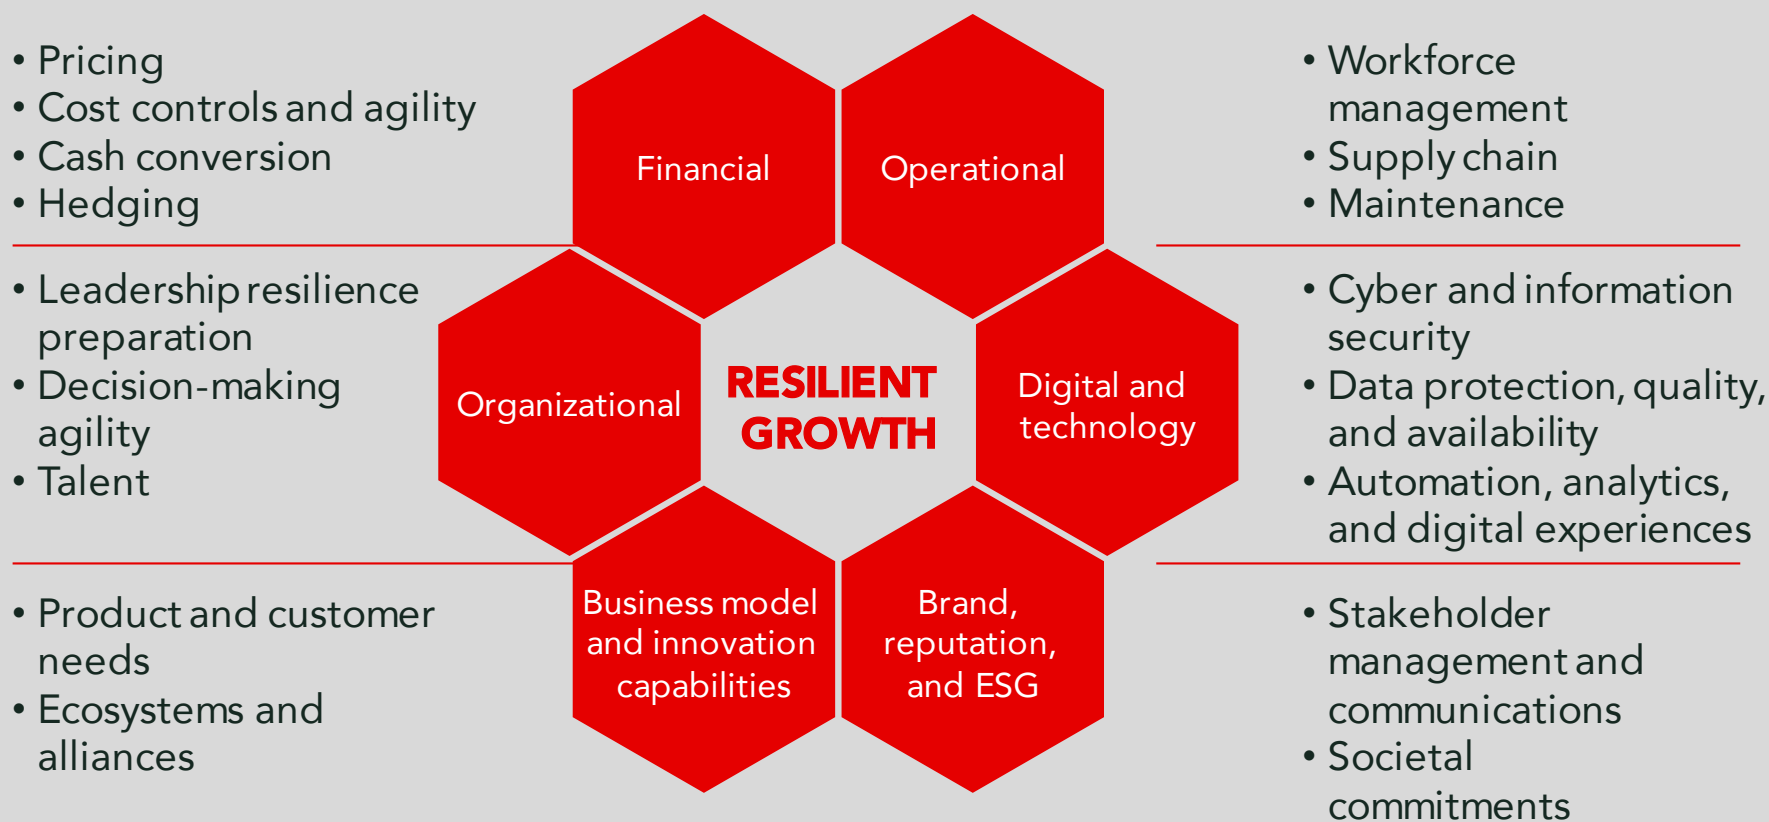 • Pricing
• Cost controls and agility
• Cash conversion
• Hedging
Financial
Operational
• Workforce
management
• Supply chain
• Maintenance
• Leadership resilience
preparation
• Decision-making
agility
• Talent
Organizational
RESILIENT
GROWTH
Digital and
technology
• Cyber and information
security
• Data protection, quality,
and availability
• Automation, analytics,
and digital experiences
• Product and customer
needs
• Ecosystems and
alliances
Business model
and innovation
capabilities
Brand,
reputation,
and ESG
• Stakeholder
management and
communications
• Societal
commitments